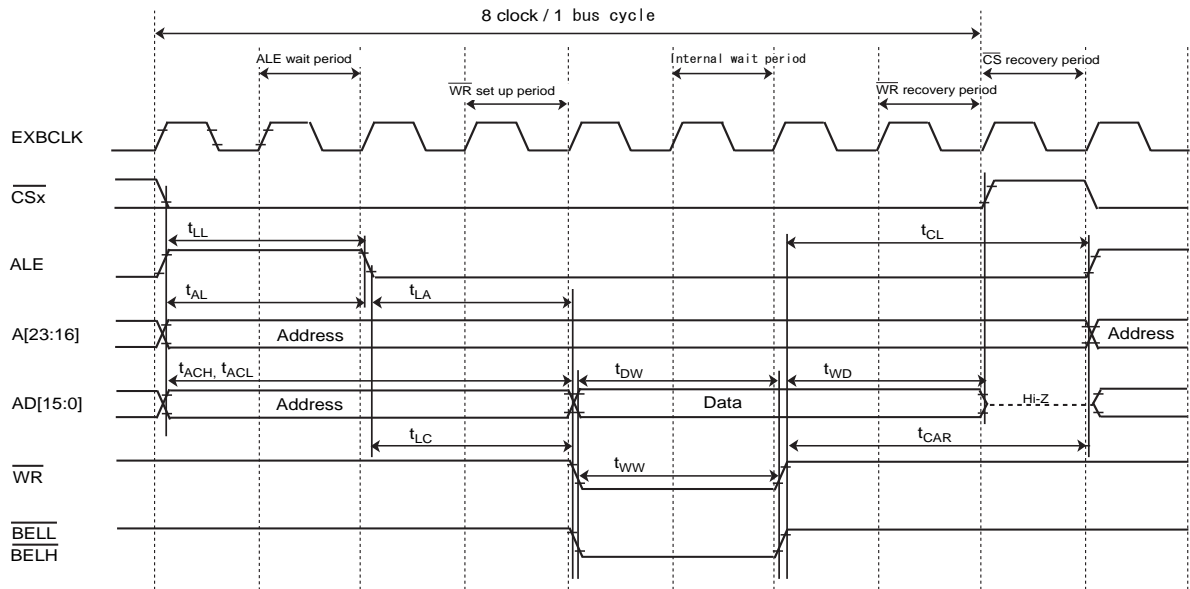 8 clock / 1 bus cycle
ALE wait period
Internal wait period
CS recovery period
WR set up period
WR recovery period
EXBCLK
CSx
tLL
tCL
ALE
tAL
tLA
A[23:16]
Address
Address
tACH, tACL
tDW
tWD
AD[15:0]
Address
Data
Hi-Z
tLC
tCAR
WR
tWW
BELL
BELH